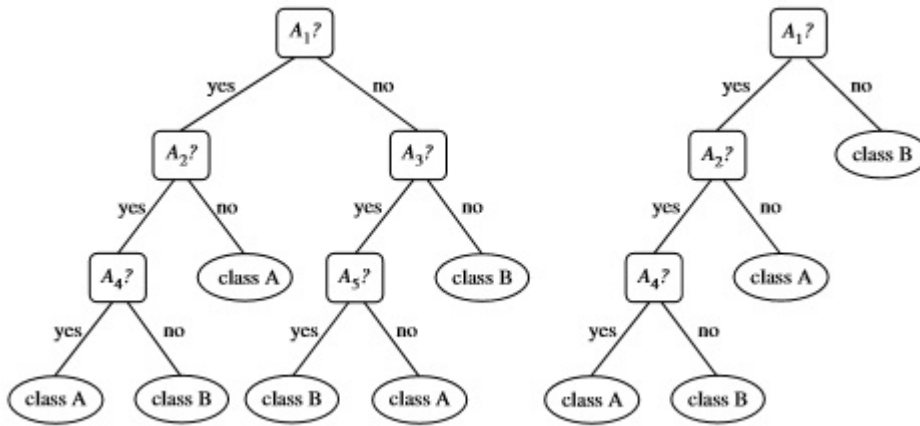 A₁? A₁?
yes no yes no
A₂? A₃? A₂? class B
yes no yes no yes no
A₄? class A A₅? class B A₄? class A
yes no yes no yes no
class A class B class B class A class A class B